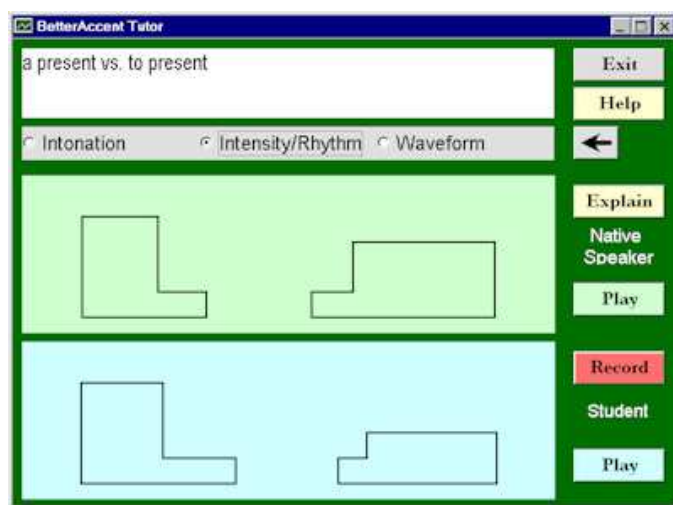 BetterAccent Tutor
a present vs. to present
Exit
Help
Intonation Intensity/Rhythm Waveform
Explain
Native
Speaker
Play
Record
Student
Play